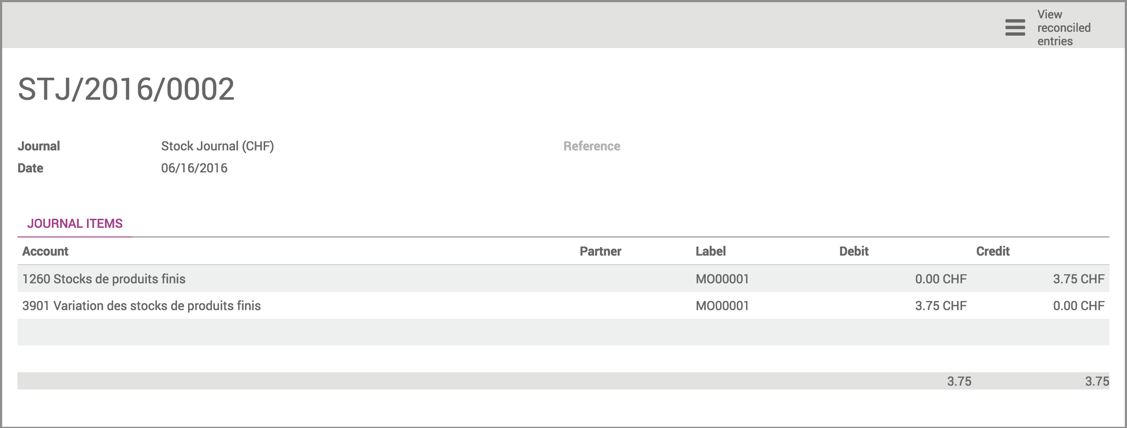 View
reconciled
entries
STJ/2016/0002
Journal Stock Journal (CHF) Reference
Date 06/16/2016
JOURNAL ITEMS
Account Partner Label Debit Credit
1260 Stocks de produits finis MO00001 0.00 CHF 3.75 CHF
3901 Variation des stocks de produits finis MO00001 3.75 CHF 0.00 CHF
3.75 3.75